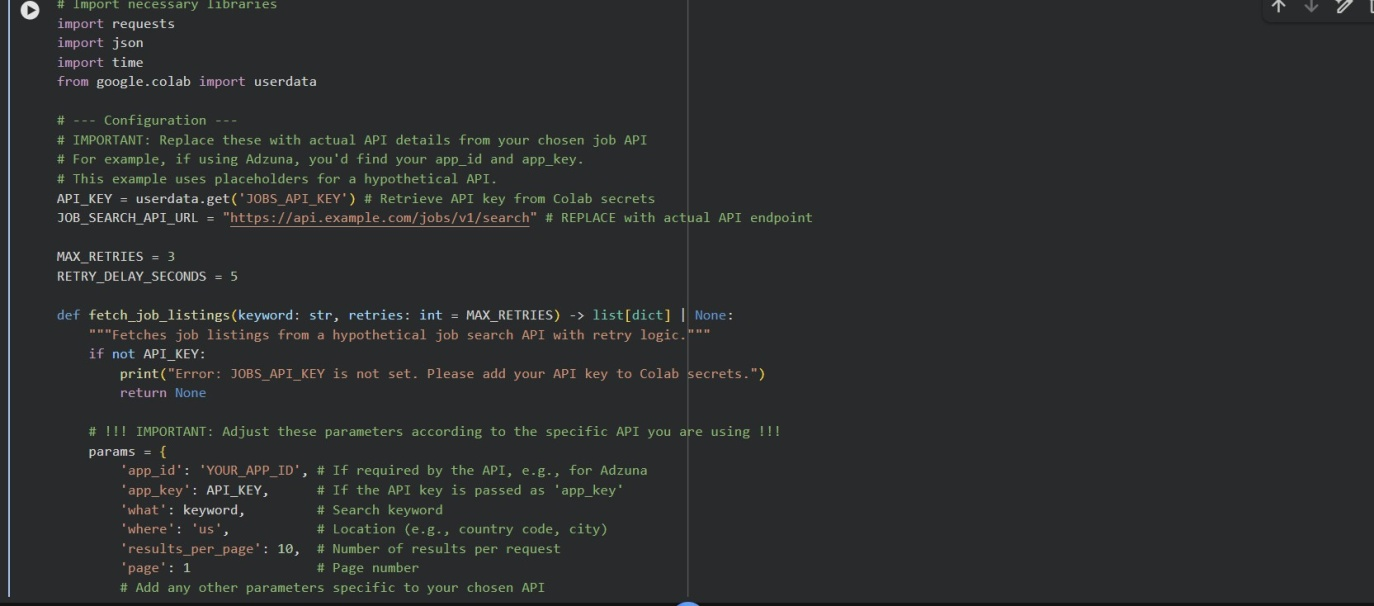 # Import necessary libraries
import requests
import json
import time
from google.colab import userdata
# --- Configuration ---
# IMPORTANT: Replace these with actual API details from your chosen job API
# For example, if using Adzuna, you'd find your app_id and app_key.
# This example uses placeholders for a hypothetical API.
API_KEY = userdata.get('JOBS_API_KEY') # Retrieve API key from Colab secrets
JOB_SEARCH_API_URL = "https://api.example.com/jobs/v1/search" # REPLACE with actual API endpoint
MAX_RETRIES = 3
RETRY_DELAY_SECONDS = 5
def fetch_job_listings(keyword: str, retries: int = MAX_RETRIES) -> list[dict] | None:
    """Fetches job listings from a hypothetical job search API with retry logic."""
    if not API_KEY:
        print("Error: JOBS_API_KEY is not set. Please add your API key to Colab secrets.")
        return None
    # !!! IMPORTANT: Adjust these parameters according to the specific API you are using !!!
    params = {
        'app_id': 'YOUR_APP_ID', # If required by the API, e.g., for Adzuna
        'app_key': API_KEY,      # If the API key is passed as 'app_key'
        'what': keyword,         # Search keyword
        'where': 'us',           # Location (e.g., country code, city)
        'results_per_page': 10,  # Number of results per request
        'page': 1                # Page number
        # Add any other parameters specific to your chosen API